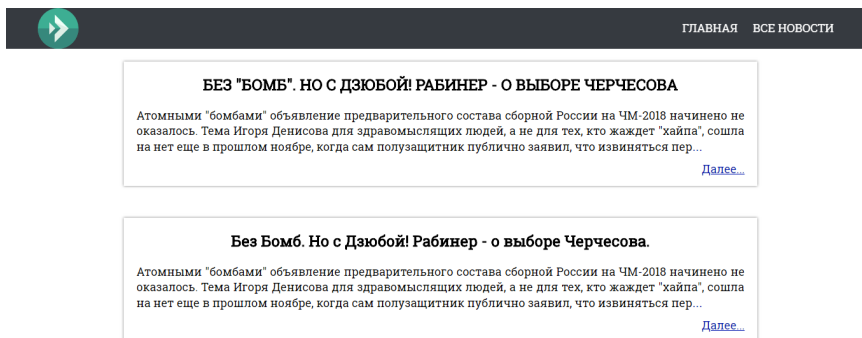 ГЛАВНАЯ ВСЕ НОВОСТИ
БЕЗ "БОМБ". НО С ДЗЮБОЙ! РАБИНЕР - О ВЫБОРЕ ЧЕРЧЕСОВА
Атомными "бомбами" объявление предварительного состава сборной России на ЧМ-2018 начинено не
оказалось. Тема Игоря Денисова для здравомыслящих людей, а не для тех, кто жаждет "хайпа", сошла
на нет еще в прошлом ноябре, когда сам полузащитник публично заявил, что извиняться пер...
Далее...
Без Бомб. Но с Дзюбой! Рабинер - о выборе Черчесова.
Атомными "бомбами" объявление предварительного состава сборной России на ЧМ-2018 начинено не
оказалось. Тема Игоря Денисова для здравомыслящих людей, а не для тех, кто жаждет "хайпа", сошла
на нет еще в прошлом ноябре, когда сам полузащитник публично заявил, что извиняться пер...
Далее...